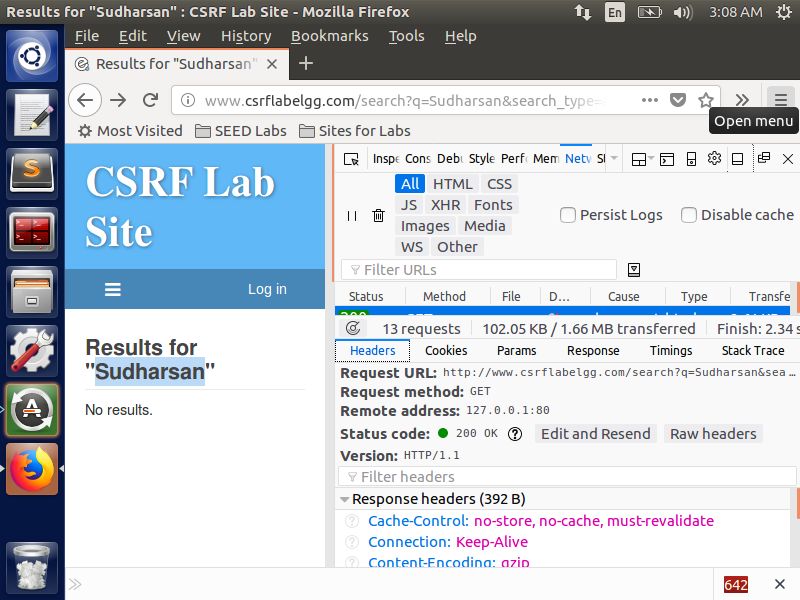 Results for "Sudharsan" : CSRF Lab Site - Mozilla Firefox En 3:08 AM
File Edit View History Bookmarks Tools Help
Results for "Sudharsan"
www.csrflabelgg.com/search?q=Sudharsan&search_type=
Open menu
Most Visited SEED Labs Sites for Labs
CSRF Lab
Site
Log in
Results for
"Sudharsan"
No results.
Inspe Cons Debu Style Perf Mem Netw St
All HTML CSS
JS XHR Fonts
Images Media
WS Other
Persist Logs Disable cache
Filter URLs
Status Method File D... Cause Type Transfe
13 requests 102.05 KB / 1.66 MB transferred Finish: 2.34 s
Headers Cookies Params Response Timings Stack Trace
Request URL: http://www.csrflabelgg.com/search?q=Sudharsan&sea...
Request method: GET
Remote address: 127.0.0.1:80
Status code: 200 OK Edit and Resend Raw headers
Version: HTTP/1.1
Filter headers
Response headers (392 B)
Cache-Control: no-store, no-cache, must-revalidate
Connection: Keep-Alive
Content-Encoding: gzip
642